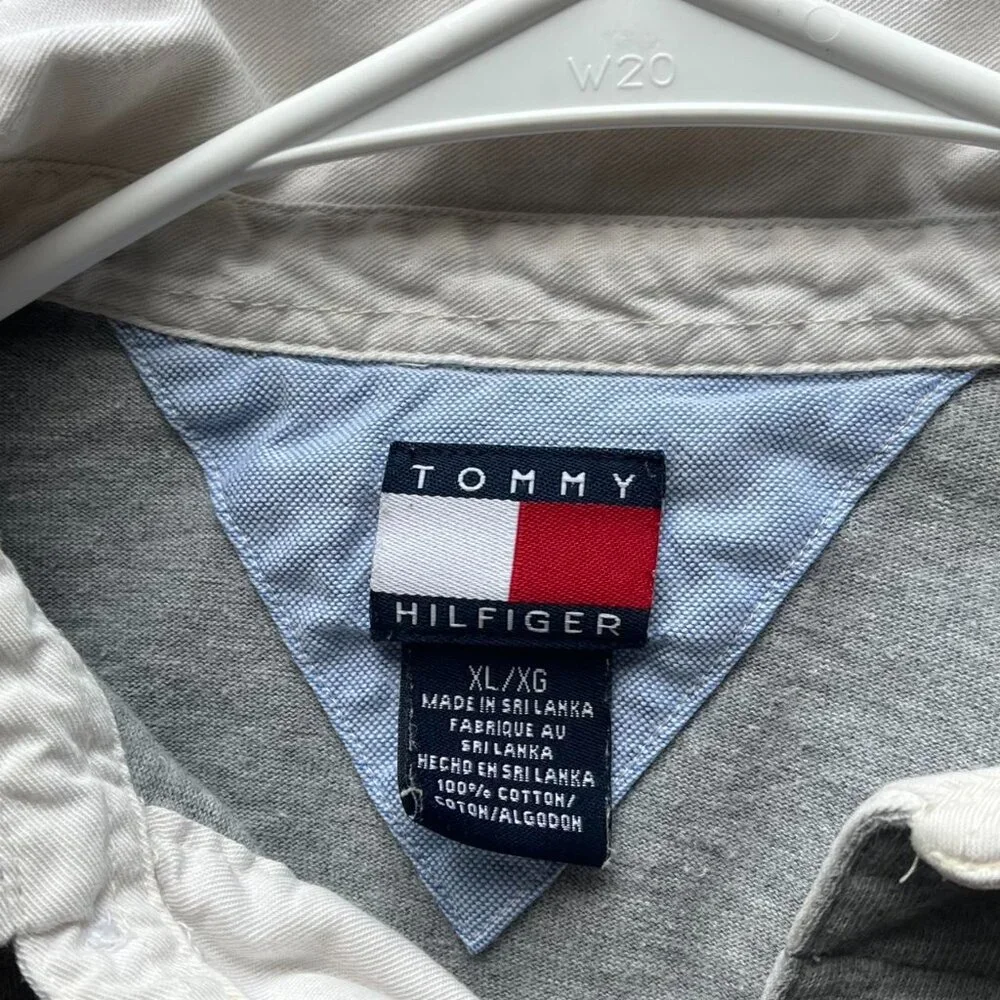 W20
TOMMY
HILFIGER
XL/XG
MADE IN SRI LANKA
FABRIQUE AU
SRI LANKA
HECHO EN SRI LANKA
100% COTTON/
COTON/ALGODON